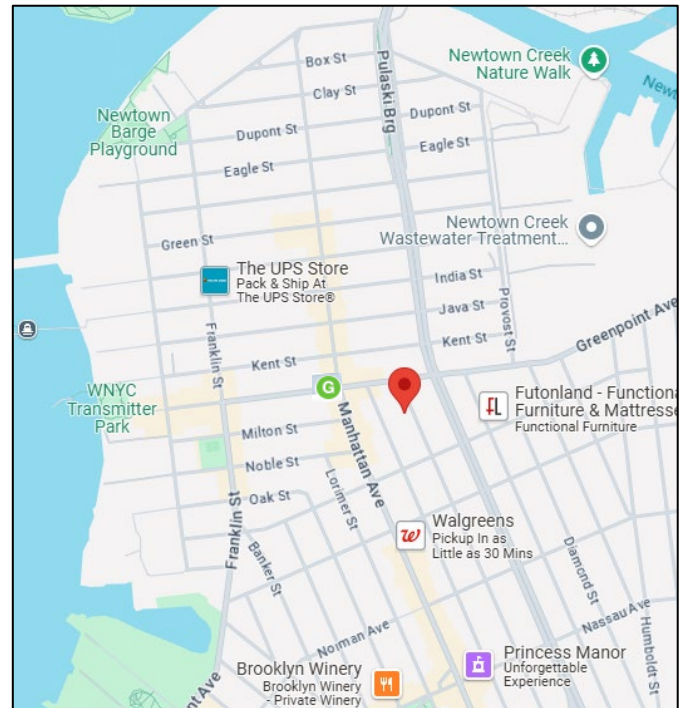 Box St
Pulaski Brg
Newtown Creek
Nature Walk
Clay St
Newtown
Barge
Playground
Dupont St
Dupont St
Eagle St
Eagle St
Newtown Creek
Wastewater Treatment...
Green St
The UPS Store
Pack & Ship At
The UPS Store®
India St
Java St
Provost St
Franklin St
Kent St
Kent St
Greenpoint Ave
G
WNYC
Transmitter
Park
Manhattan Ave
FL
Futonland - Functiona
Furniture & Mattresse
Functional Furniture
Milton St
Noble St
Lorimer St
Oak St
Franklin St
Walgreens
Pickup In as
Little as 30 Mins
Banker St
Diamond St
Nassau Ave
Humboldt St
Norman Ave
Princess Manor
Unforgettable
Experience
Brooklyn Winery
Brooklyn Winery
- Private Winery
nt Ave